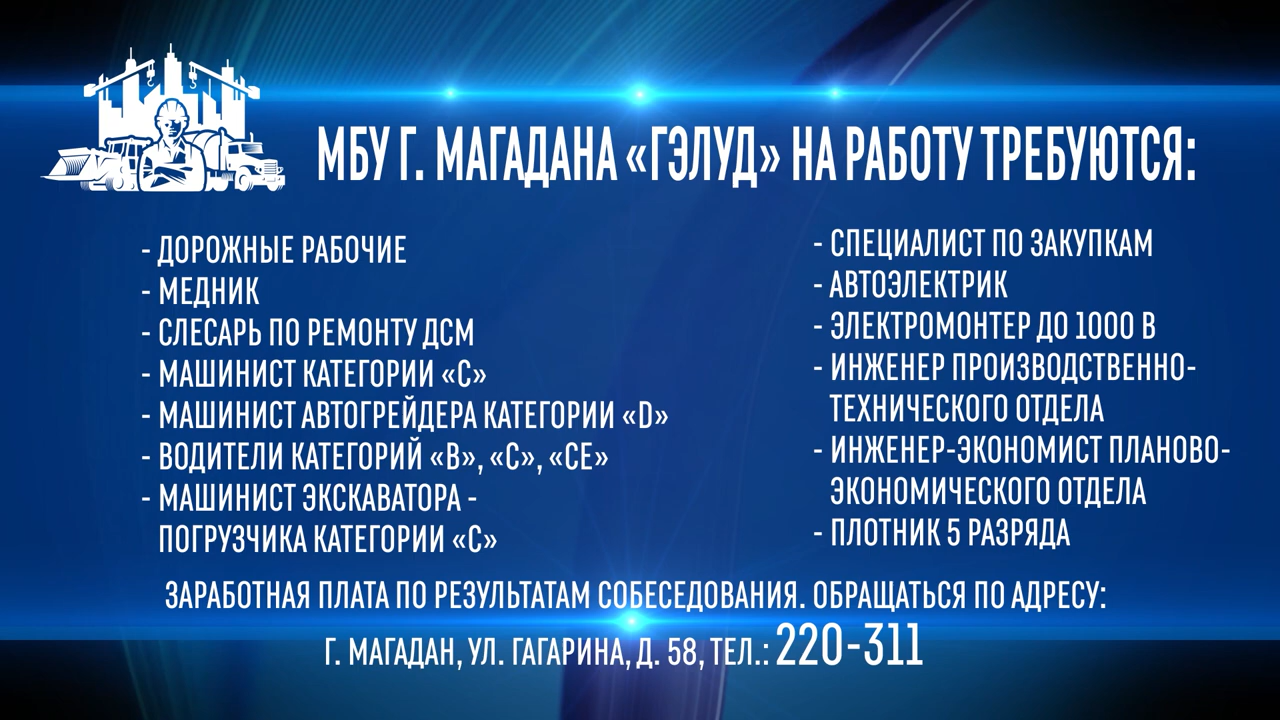 МБУ Г. МАГАДАНА «ГЭЛУД» НА РАБОТУ ТРЕБУЮТСЯ:
- ДОРОЖНЫЕ РАБОЧИЕ
- МЕДНИК
- СЛЕСАРЬ ПО РЕМОНТУ ДСМ
- МАШИНИСТ КАТЕГОРИИ «С»
- МАШИНИСТ АВТОГРЕЙДЕРА КАТЕГОРИИ «D»
- ВОДИТЕЛИ КАТЕГОРИЙ «В», «С», «СЕ»
- МАШИНИСТ ЭКСКАВАТОРА -
ПОГРУЗЧИКА КАТЕГОРИИ «С»
- СПЕЦИАЛИСТ ПО ЗАКУПКАМ
- АВТОЭЛЕКТРИК
- ЭЛЕКТРОМОНТЕР ДО 1000 В
- ИНЖЕНЕР ПРОИЗВОДСТВЕННО-
ТЕХНИЧЕСКОГО ОТДЕЛА
- ИНЖЕНЕР-ЭКОНОМИСТ ПЛАНОВО-
ЭКОНОМИЧЕСКОГО ОТДЕЛА
- ПЛОТНИК 5 РАЗРЯДА
ЗАРАБОТНАЯ ПЛАТА ПО РЕЗУЛЬТАТАМ СОБЕСЕДОВАНИЯ. ОБРАЩАТЬСЯ ПО АДРЕСУ:
Г. МАГАДАН, УЛ. ГАГАРИНА, Д. 58, ТЕЛ.: 220-311